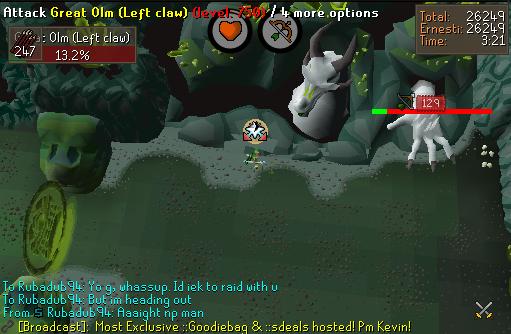 Attack Great Olm (Left claw) (level, 750) / 4 more options
Total: 26249
Ernesti: 26249
Time: 3:21
: Olm (Left claw)
247
13.2%
129
To Rubadub94: Yo g, whassup. Id iek to raid with u
To Rubadub94: But im heading out
From S Rubadub94: Aaaight np man
[Broadcast]: Most Exclusive ::Goodiebag & ::sdeals hosted! Pm Kevin!